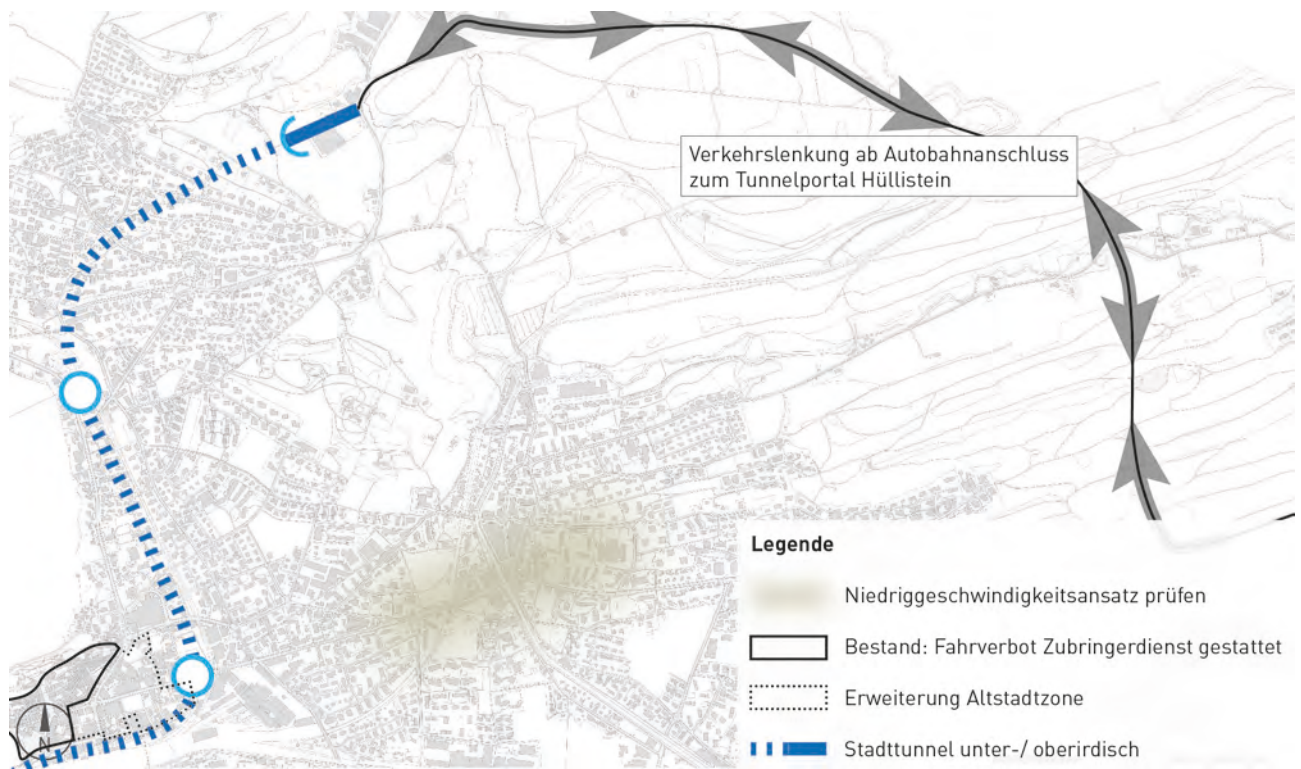 Verkehrslenkung ab Autobahnanschluss
zum Tunnelportal Hüllistein
Legende
Niedriggeschwindigkeitsansatz prüfen
Bestand: Fahrverbot Zubringerdienst gestattet
Erweiterung Altstadtzone
Stadttunnel unter-/ oberirdisch
N